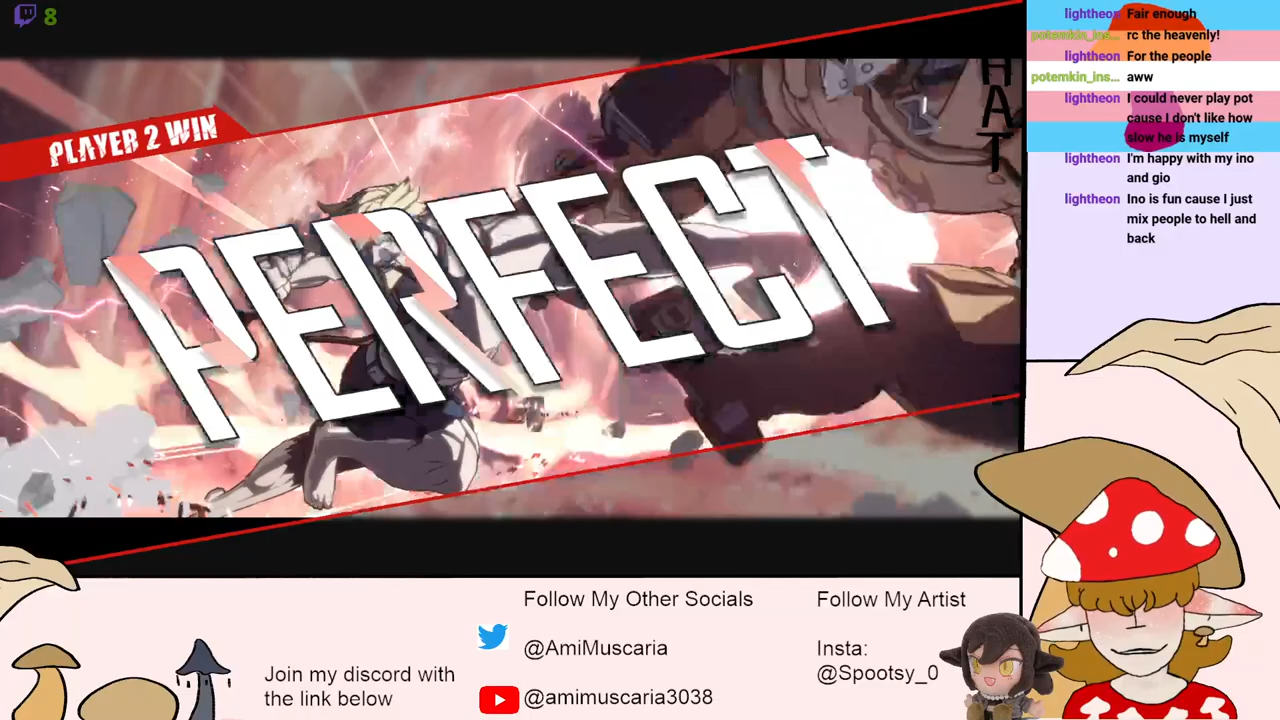 8
PLAYER 2 WIN
PERFECT
HAT
lightheon Fair enough
potemkin_ins... rc the heavenly!
lightheon For the people
potemkin_ins... aww
lightheon I could never play pot
cause I don't like how
slow he is myself
lightheon I'm happy with my ino
and gio
lightheon Ino is fun cause I just
mix people to hell and
back
Join my discord with
the link below
Follow My Other Socials
@AmiMuscaria
@amimuscaria3038
Follow My Artist
Insta:
@Spootsy_0